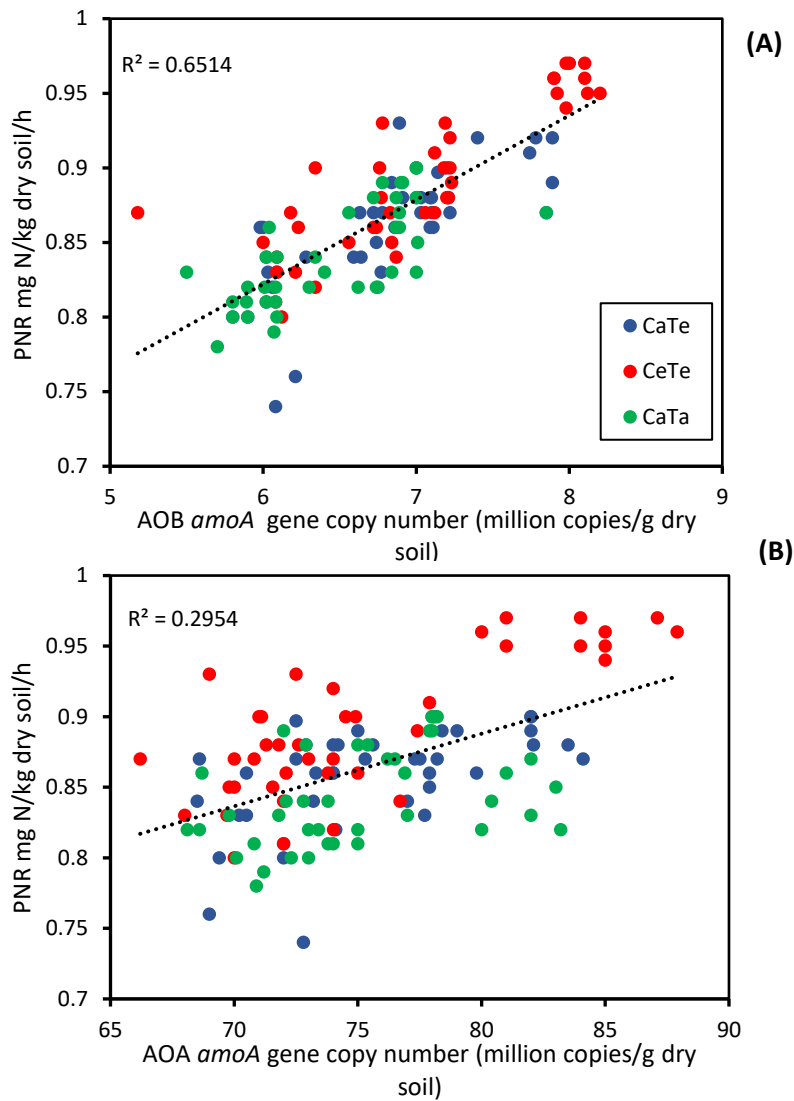 (A)
R² = 0.6514
PNR mg N/kg dry soil/h
1
0.95
0.9
0.85
0.8
0.75
0.7
CaTe
CeTe
CaTa
5 6 7 8 9
AOB amoA gene copy number (million copies/g dry
soil)
(B)
R² = 0.2954
PNR mg N/kg dry soil/h
1
0.95
0.9
0.85
0.8
0.75
0.7
65 70 75 80 85 90
AOA amoA gene copy number (million copies/g dry
soil)